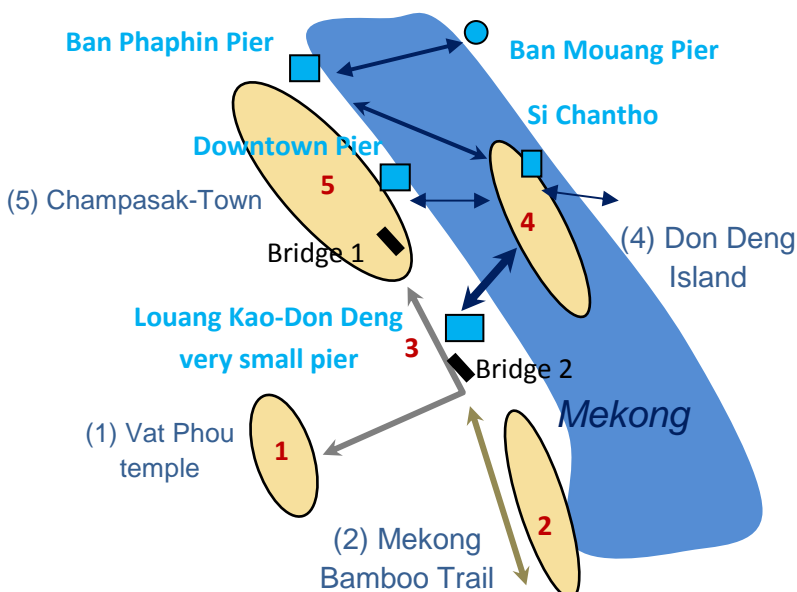 Ban Phaphin Pier
Ban Mouang Pier
Si Chantho
Downtown Pier
5
(5) Champasak-Town
4
(4) Don Deng
Island
Bridge 1
Louang Kao-Don Deng
very small pier
3
Bridge 2
Mekong
(1) Vat Phou
temple
1
2
(2) Mekong
Bamboo Trail